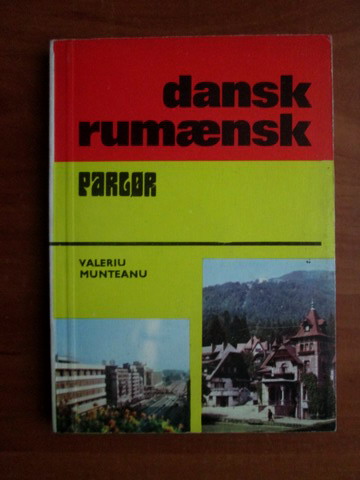 dansk
rumænsk
PARLØR
VALERIU
MUNTEANU